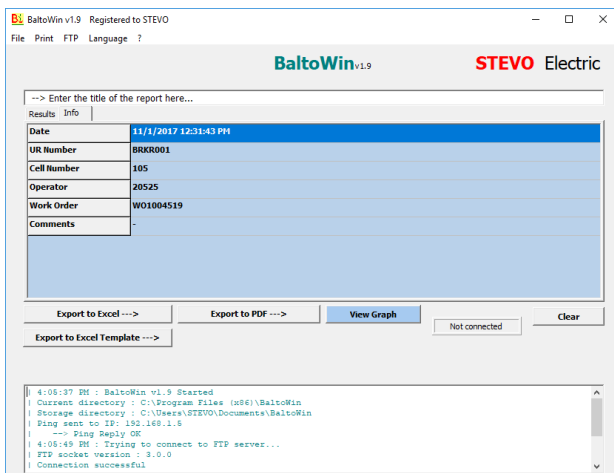 BaltoWin v1.9   Registered to STEVO
File  Print  FTP  Language  ?
BaltoWin v1.9
STEVO Electric
--> Enter the title of the report here...
Results  Info
Date  11/1/2017 12:31:43 PM
UR Number  BRKR001
Cell Number  105
Operator  20525
Work Order  WO1004519
Comments  -
Export to Excel --->  Export to PDF --->  View Graph  Not connected  Clear
Export to Excel Template --->
| 4:05:37 PM : BaltoWin v1.9 Started
| Current directory : C:\Program Files (x86)\BaltoWin
| Storage directory : C:\Users\STEVO\Documents\BaltoWin
| Ping sent to IP: 192.168.1.5
|    --> Ping Reply OK
| 4:05:49 PM : Trying to connect to FTP server...
| FTP socket version : 3.0.0
| Connection successful